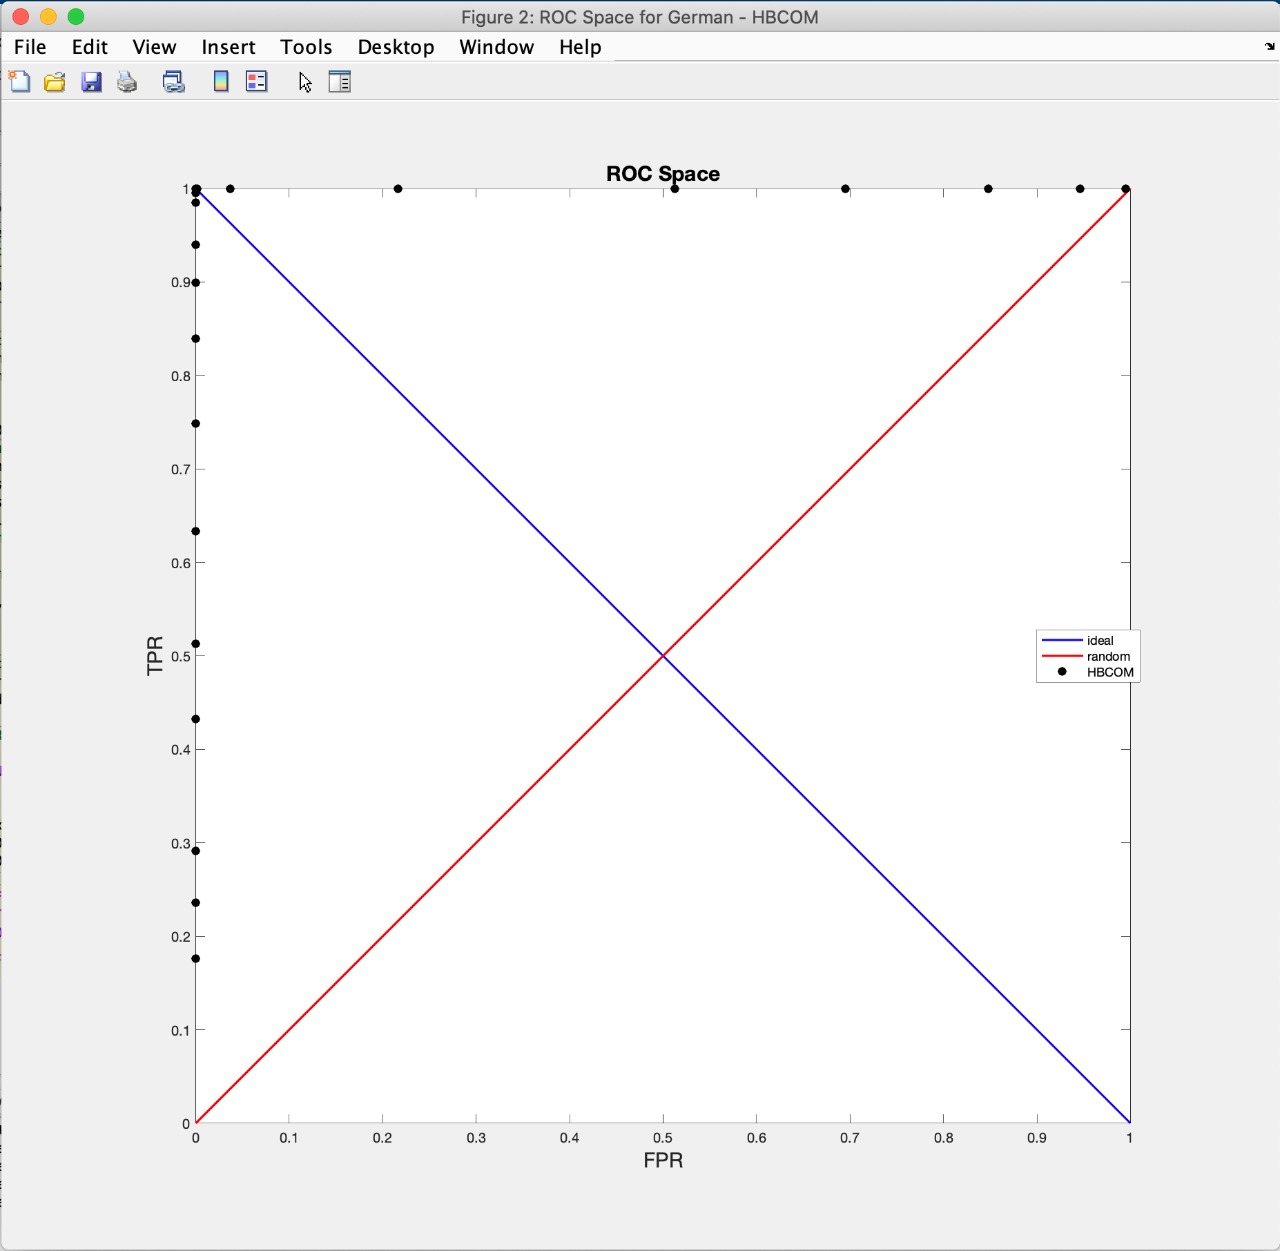 Figure 2: ROC Space for German - HBCOM
File Edit View Insert Tools Desktop Window Help
ROC Space
1
0.9
0.8
0.7
0.6
0.5
0.4
0.3
0.2
0.1
0
TPR
ideal
random
HBCOM
0 0.1 0.2 0.3 0.4 0.5 0.6 0.7 0.8 0.9 1
FPR